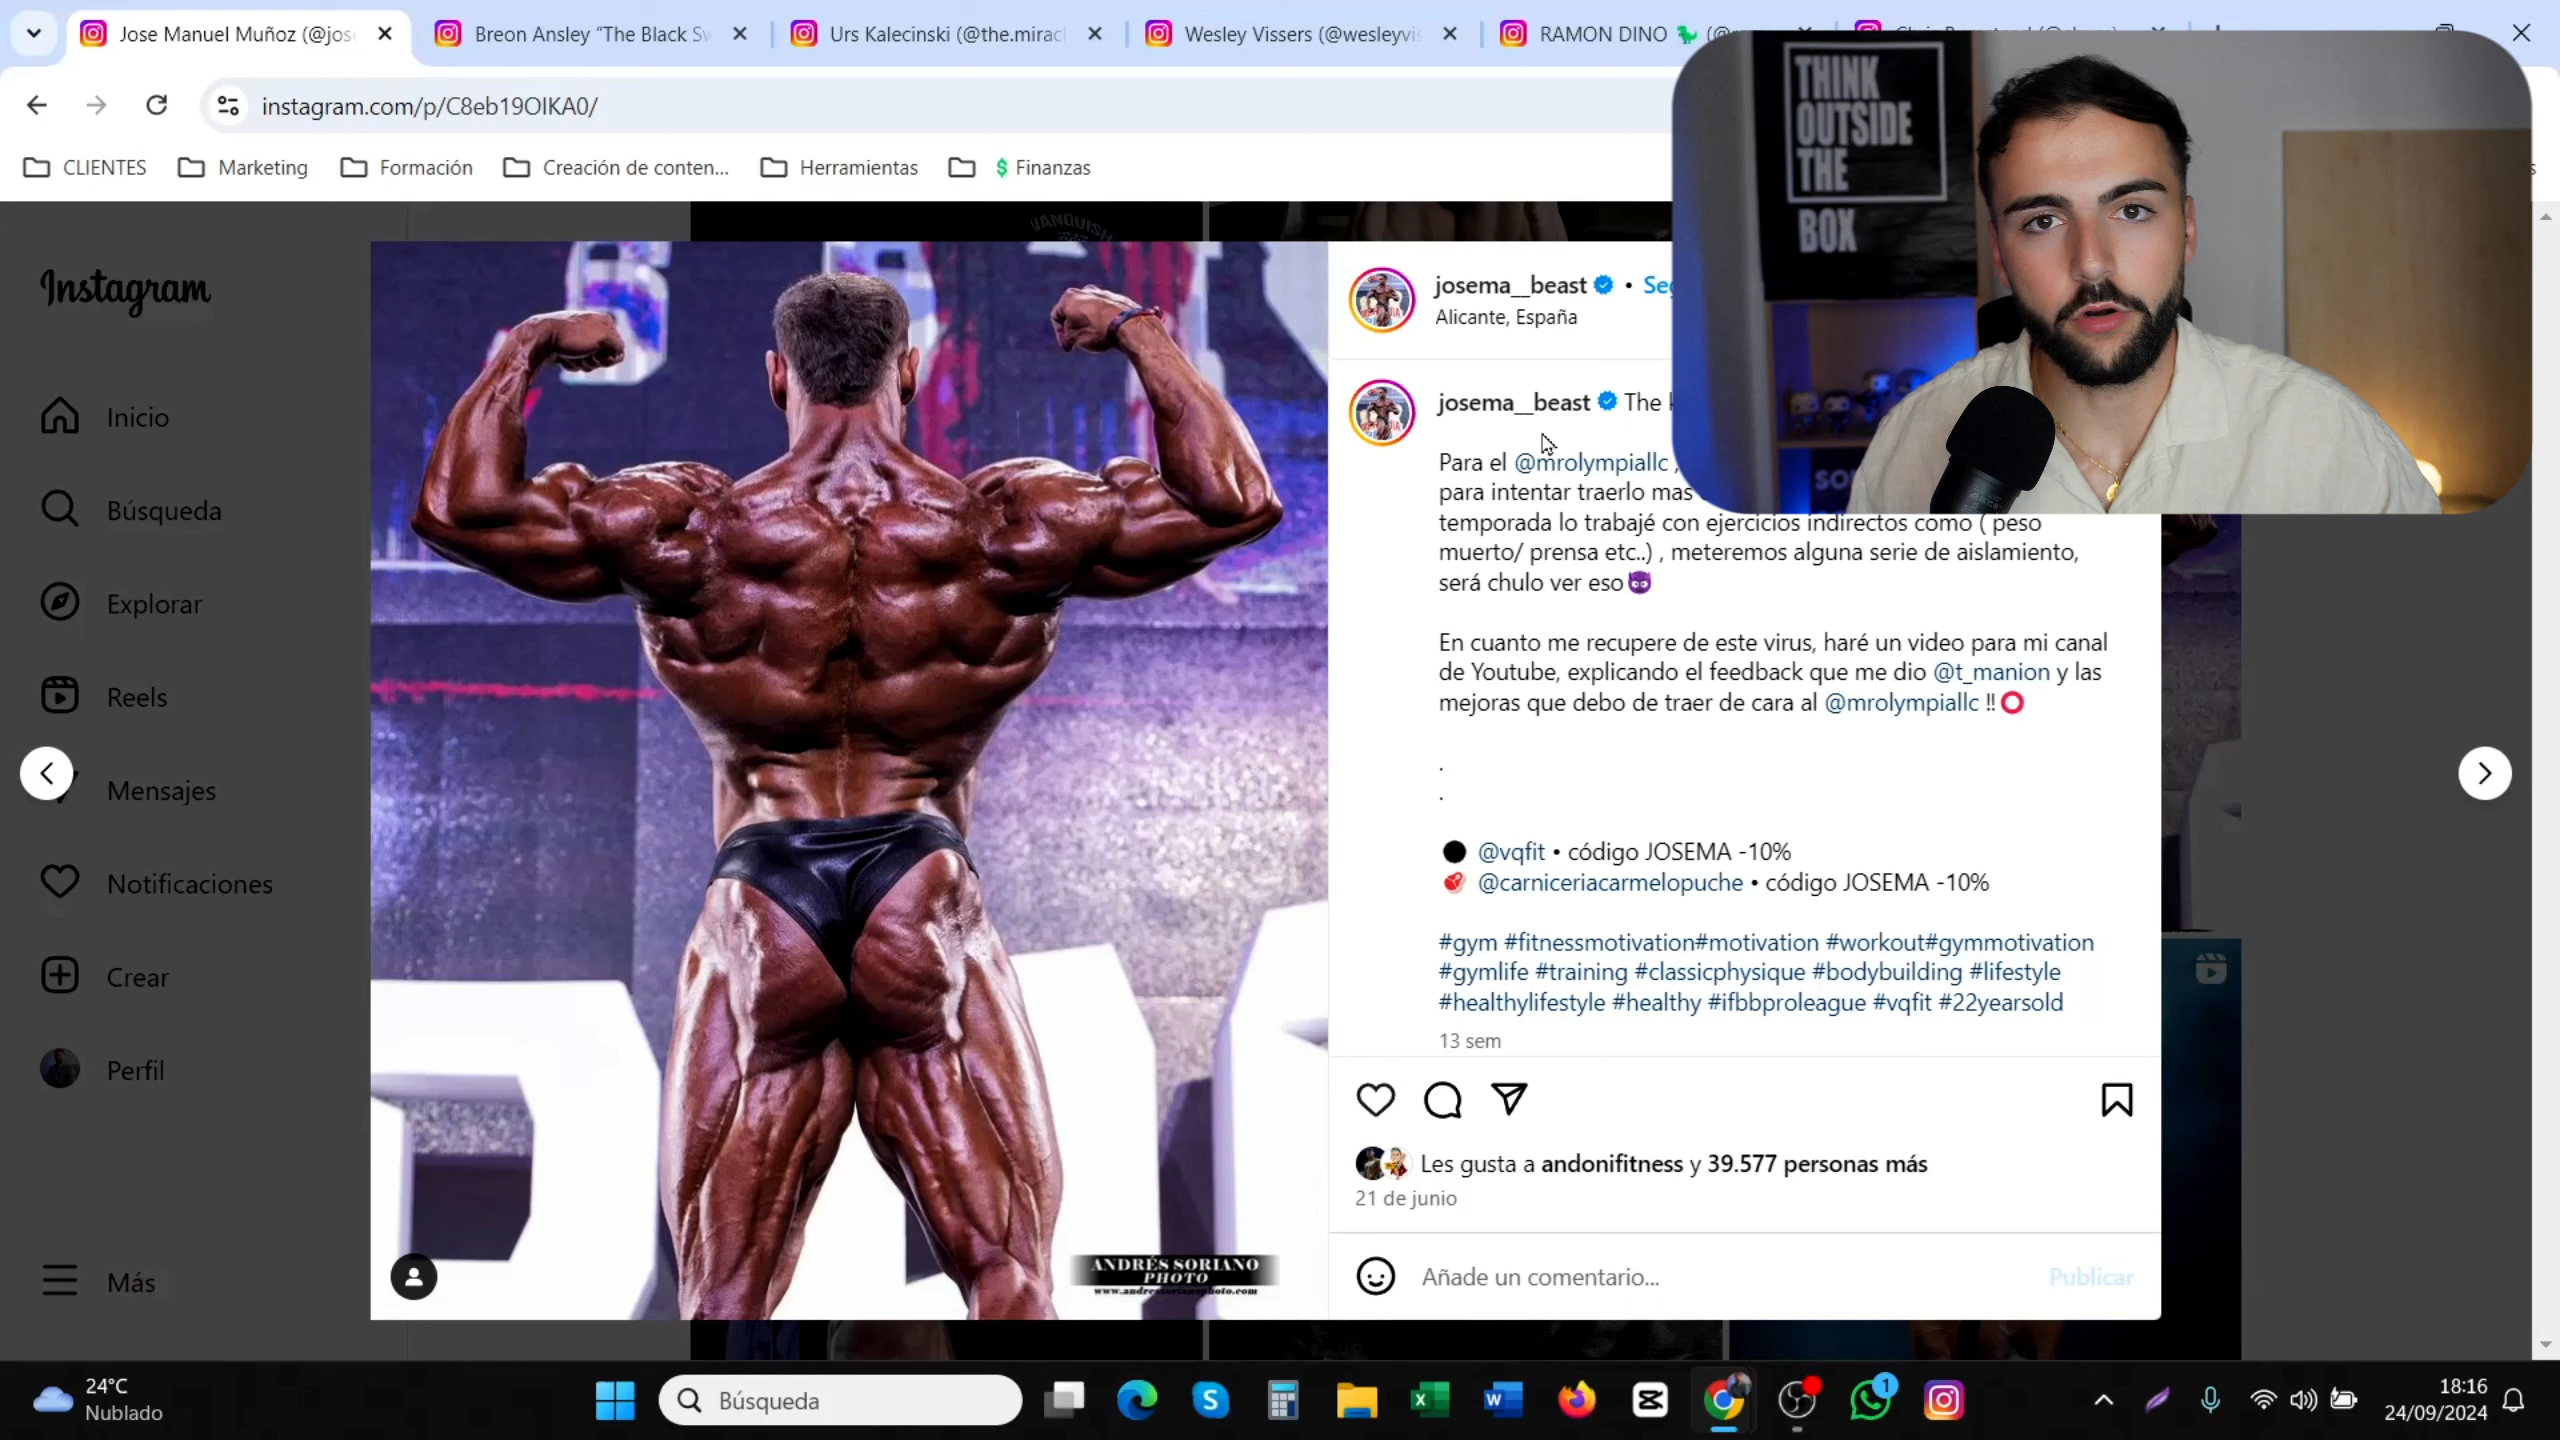 Jose Manuel Muñoz (@jos
Breon Ansley “The Black Sw
Urs Kalecinski (@the.mirac
Wesley Vissers (@wesleyvis
RAMON DINO
instagram.com/p/C8eb19OIKA0/
CLIENTES
Marketing
Formación
Creación de conten...
Herramientas
$ Finanzas
THINK
OUTSIDE
THE
BOX
VANQUISH
Instagram
Inicio
Búsqueda
Explorar
Reels
Mensajes
Notificaciones
Crear
Perfil
Más
josema__beast • Seg
Alicante, España
josema__beast The
Para el @mrolympiallc ,
para intentar traerlo mas
temporada lo trabajé con ejercicios indirectos como ( peso
muerto/ prensa etc..) , meteremos alguna serie de aislamiento,
será chulo ver eso😈
En cuanto me recupere de este virus, haré un video para mi canal
de Youtube, explicando el feedback que me dio @t_manion y las
mejoras que debo de traer de cara al @mrolympiallc !!⭕
.
.
⚫ @vqfit • código JOSEMA -10%
🥩 @carniceriacarmelopuche • código JOSEMA -10%
#gym #fitnessmotivation#motivation #workout#gymmotivation
#gymlife #training #classicphysique #bodybuilding #lifestyle
#healthylifestyle #healthy #ifbbproleague #vqfit #22yearsold
13 sem
Les gusta a andonifitness y 39.577 personas más
21 de junio
Añade un comentario...
Publicar
ANDRÉS SORIANO
PHOTO
www.andressorianophoto.com
24°C
Nublado
Búsqueda
1
18:16
24/09/2024